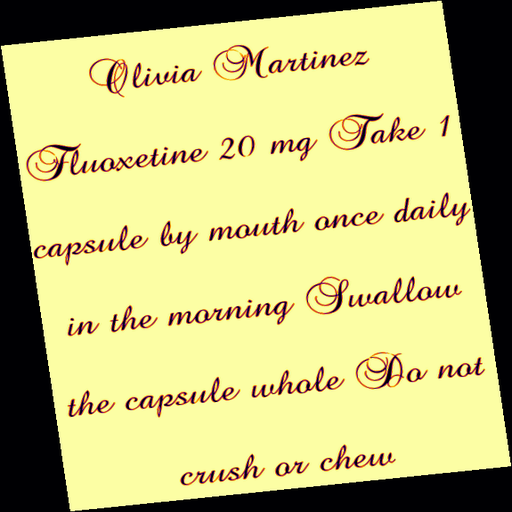 Olivia Martinez
Fluoxetine 20 mg Take 1
capsule by mouth once daily
in the morning Swallow
the capsule whole Do not
crush or chew